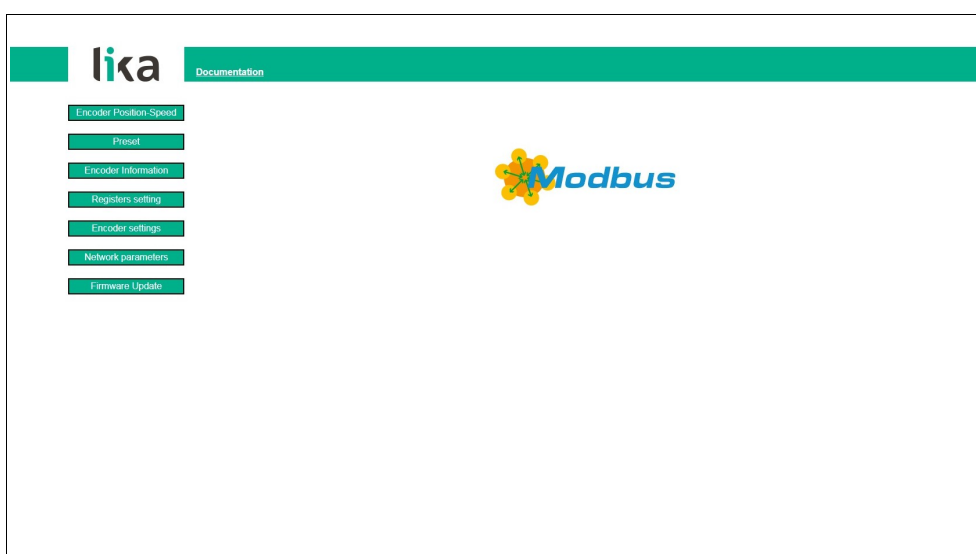 lika
Documentation
Encoder Position-Speed
Preset
Encoder Information
Registers setting
Encoder settings
Network parameters
Firmware Update
Modbus